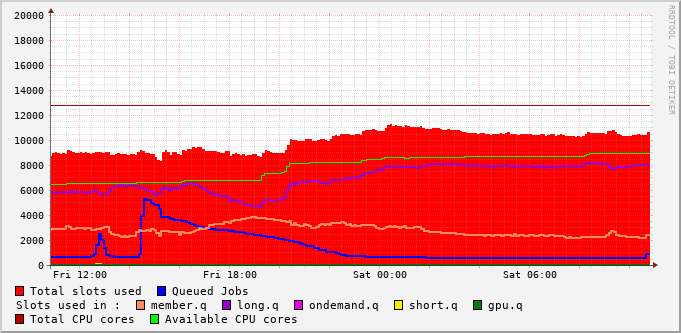 20000
18000
16000
14000
12000
10000
8000
6000
4000
2000
0
Fri 12:00 Fri 18:00 Sat 00:00 Sat 06:00
RRDTOOL / TOBI OETIKER
Total slots used Queued Jobs
Slots used in : member.q long.q ondemand.q short.q gpu.q
Total CPU cores Available CPU cores